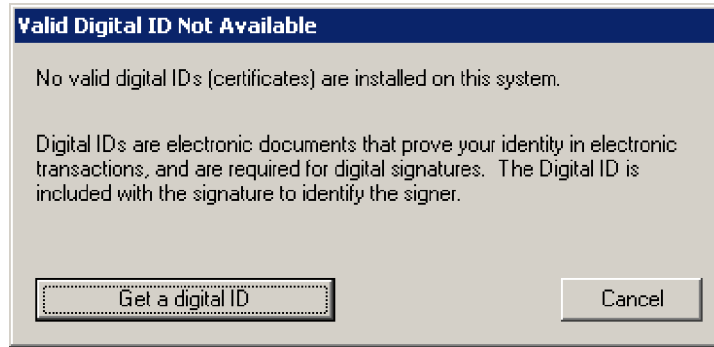 Valid Digital ID Not Available
No valid digital IDs (certificates) are installed on this system.
Digital IDs are electronic documents that prove your identity in electronic
transactions, and are required for digital signatures.  The Digital ID is
included with the signature to identify the signer.
Get a digital ID
Cancel